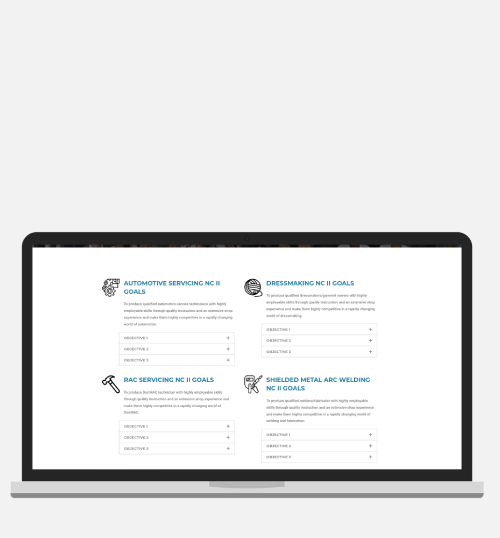 AUTOMOTIVE SERVICING NC II
GOALS
To produce qualified automotive service technicians with highly
employable skills through quality instruction and an extensive shop
experience and make them highly competitive in a rapidly changing
world of automotive.
OBJECTIVE 1
OBJECTIVE 2
OBJECTIVE 3
DRESSMAKING NC II GOALS
To produce qualified dressmakers/garment sewers with highly
employable skills through quality instruction and an extensive shop
experience and make them highly competitive in a rapidly changing
world of dressmaking.
OBJECTIVE 1
OBJECTIVE 2
OBJECTIVE 3
RAC SERVICING NC II GOALS
To produce technician with highly employable skills
through quality instruction and an extensive shop experience and
make them highly competitive in a rapidly changing world of
OBJECTIVE 1
OBJECTIVE 2
OBJECTIVE 3
SHIELDED METAL ARC WELDING
NC II GOALS
To produce qualified welders/fabricator with highly employable
skills through quality instruction and an extensive shop experience
and make them highly competitive in a rapidly changing world of
welding and fabrication.
OBJECTIVE 1
OBJECTIVE 2
OBJECTIVE 3